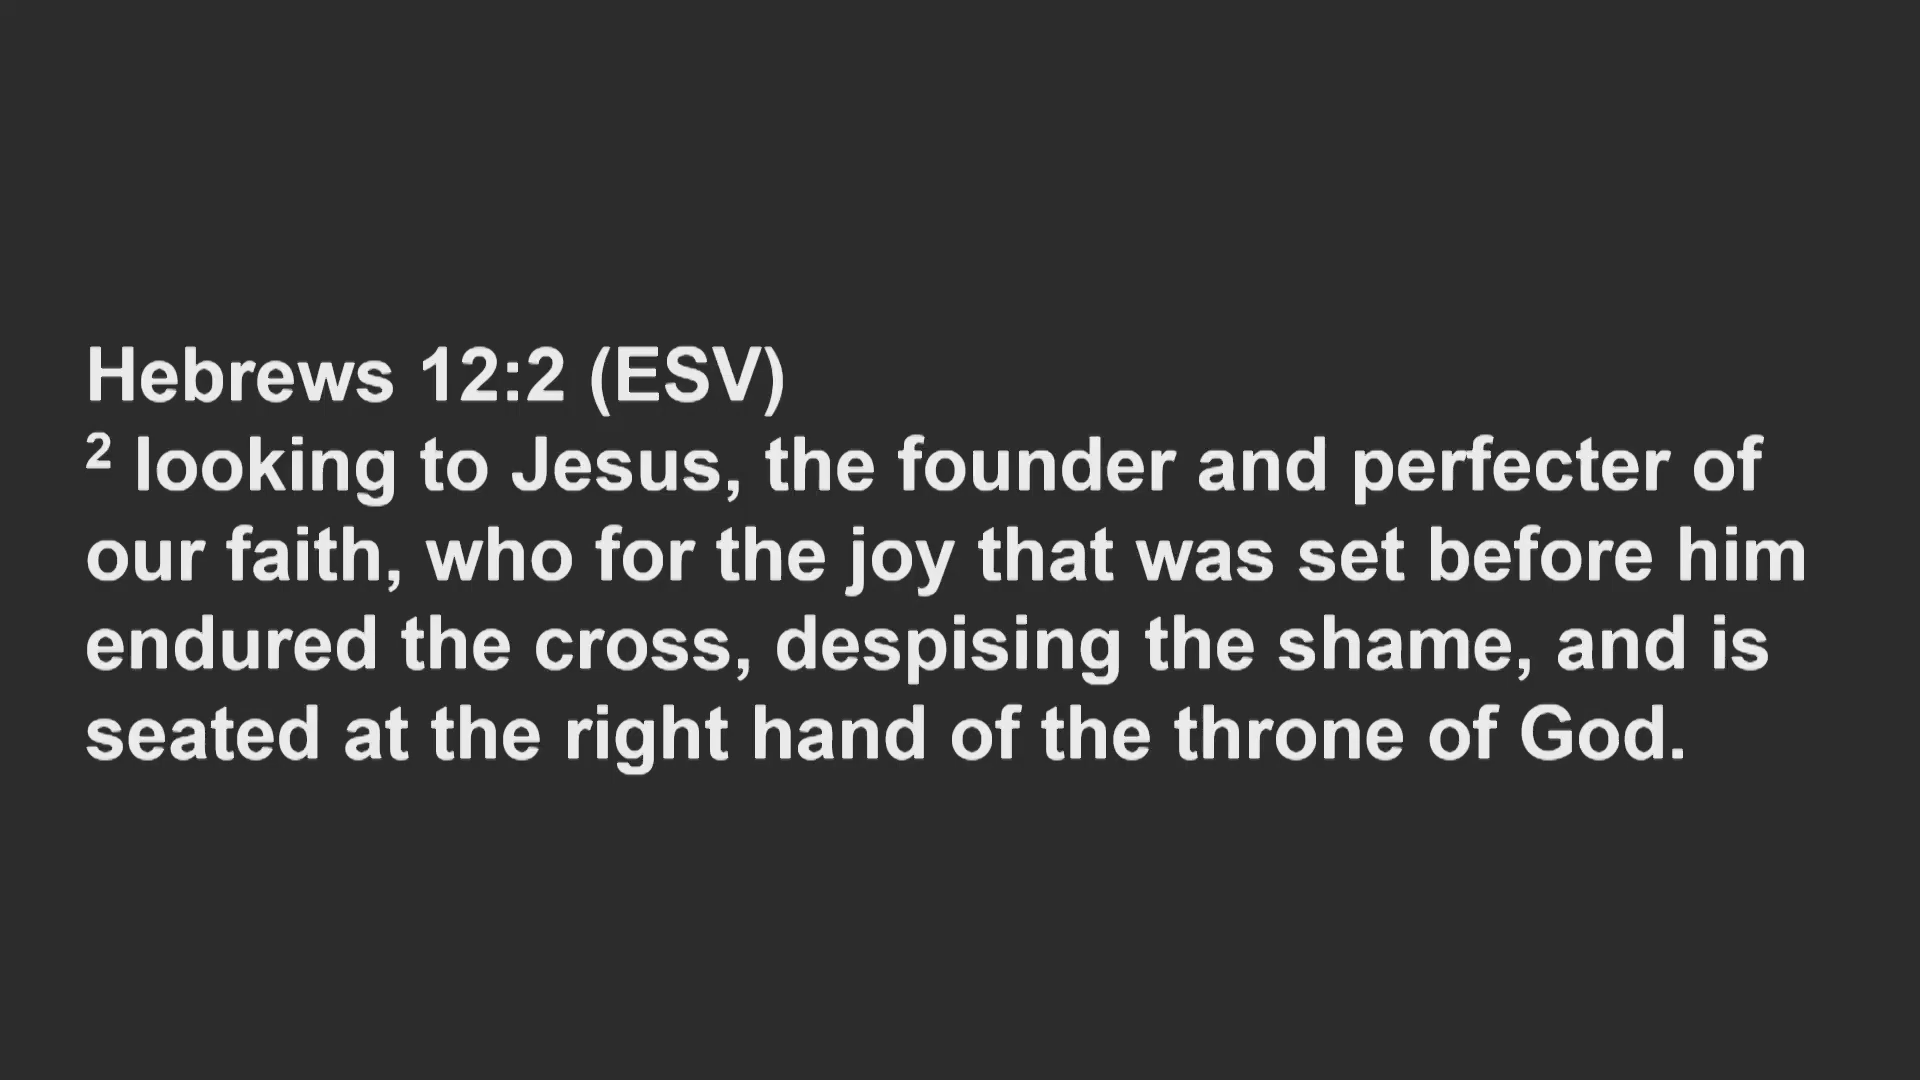 Hebrews 12:2 (ESV)
² looking to Jesus, the founder and perfecter of
our faith, who for the joy that was set before him
endured the cross, despising the shame, and is
seated at the right hand of the throne of God.